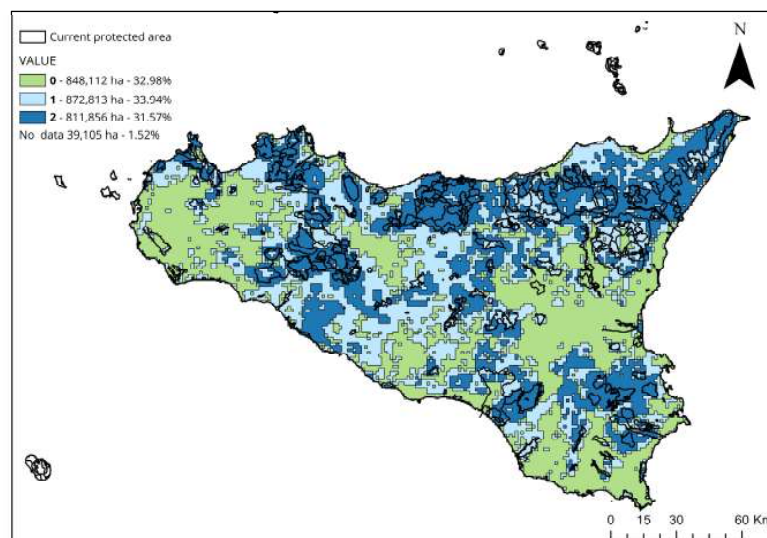 Current protected area
N
VALUE
0 - 848,112 ha - 32.98%
1 - 872,813 ha - 33.94%
2 - 811,856 ha - 31.57%
No data 39,105 ha - 1.52%
0 15 30 60 Km